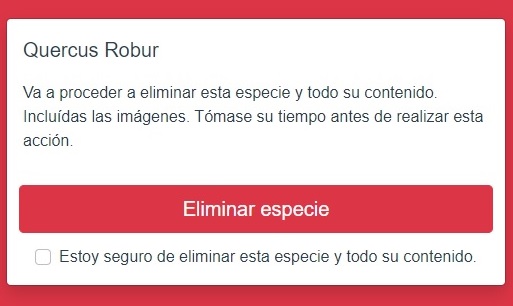 Quercus Robur
Va a proceder a eliminar esta especie y todo su contenido.
Incluídas las imágenes. Tómase su tiempo antes de realizar esta
acción.
Eliminar especie
Estoy seguro de eliminar esta especie y todo su contenido.